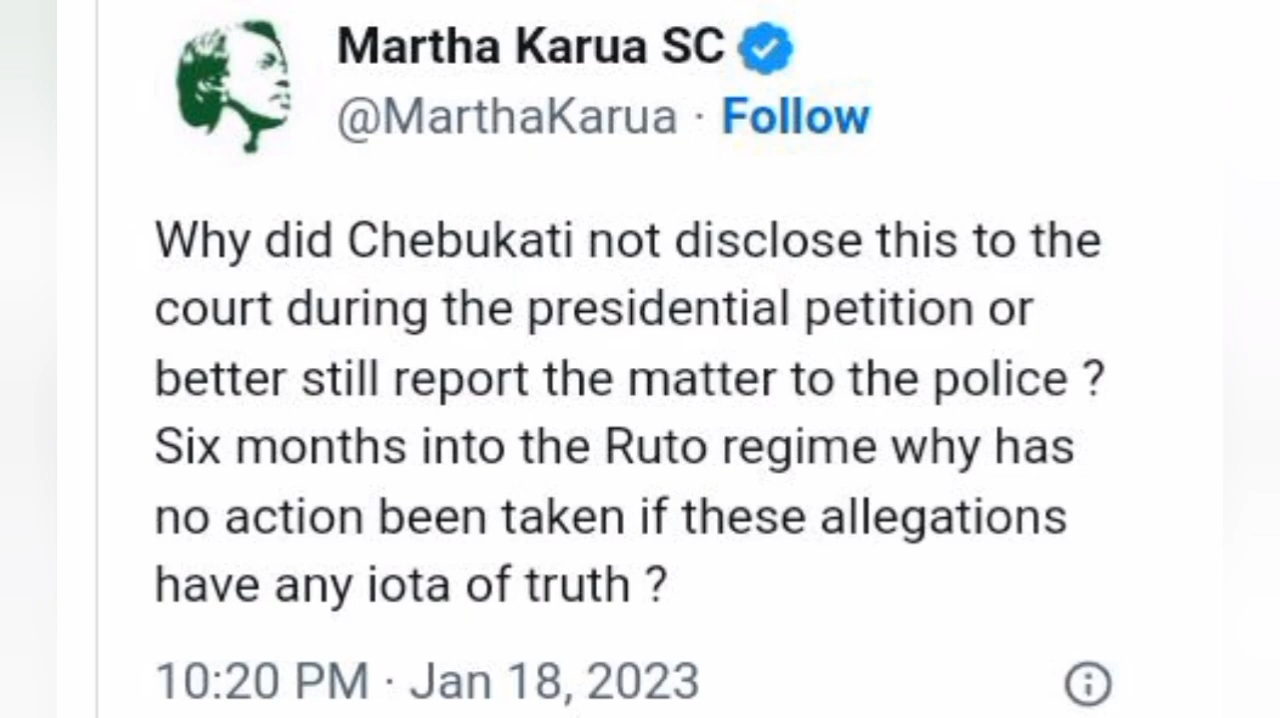 Martha Karua SC
@MarthaKarua · Follow
Why did Chebukati not disclose this to the
court during the presidential petition or
better still report the matter to the police ?
Six months into the Ruto regime why has
no action been taken if these allegations
have any iota of truth ?
10:20 PM · Jan 18, 2023